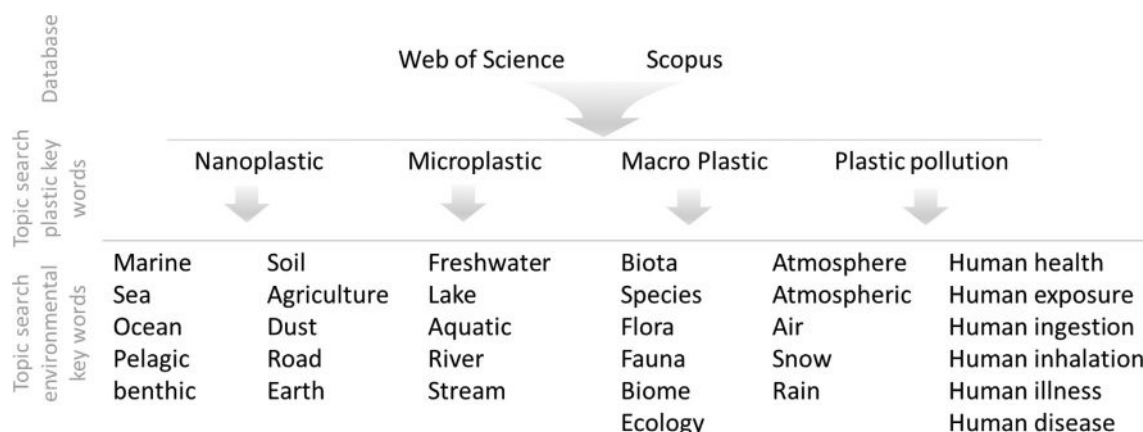 Database
Web of Science Scopus
Topic search
plastic key
words
Nanoplastic Microplastic Macro Plastic Plastic pollution
Topic search
environmental
key words
Marine Soil Freshwater Biota Atmosphere Human health
Sea Agriculture Lake Species Atmospheric Human exposure
Ocean Dust Aquatic Flora Air Human ingestion
Pelagic Road River Fauna Snow Human inhalation
benthic Earth Stream Biome Rain Human illness
Ecology Human disease